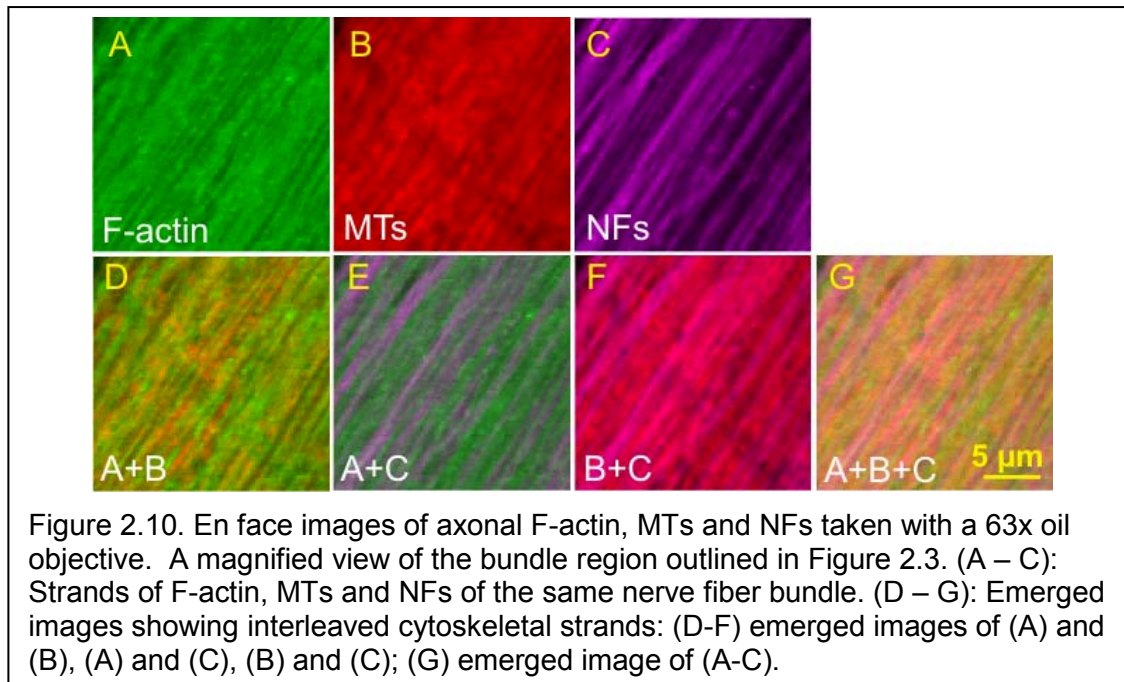 A
B
C
F-actin
MTs
NFs
D
E
F
G
A+B
A+C
B+C
A+B+C
5 µm
Figure 2.10. En face images of axonal F-actin, MTs and NFs taken with a 63x oil
objective. A magnified view of the bundle region outlined in Figure 2.3. (A – C):
Strands of F-actin, MTs and NFs of the same nerve fiber bundle. (D – G): Emerged
images showing interleaved cytoskeletal strands: (D-F) emerged images of (A) and
(B), (A) and (C), (B) and (C); (G) emerged image of (A-C).